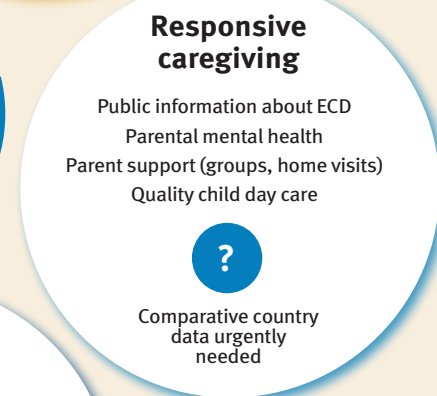 Responsive
caregiving
Public information about ECD
Parental mental health
Parent support (groups, home visits)
Quality child day care
?
Comparative country
data urgently
needed